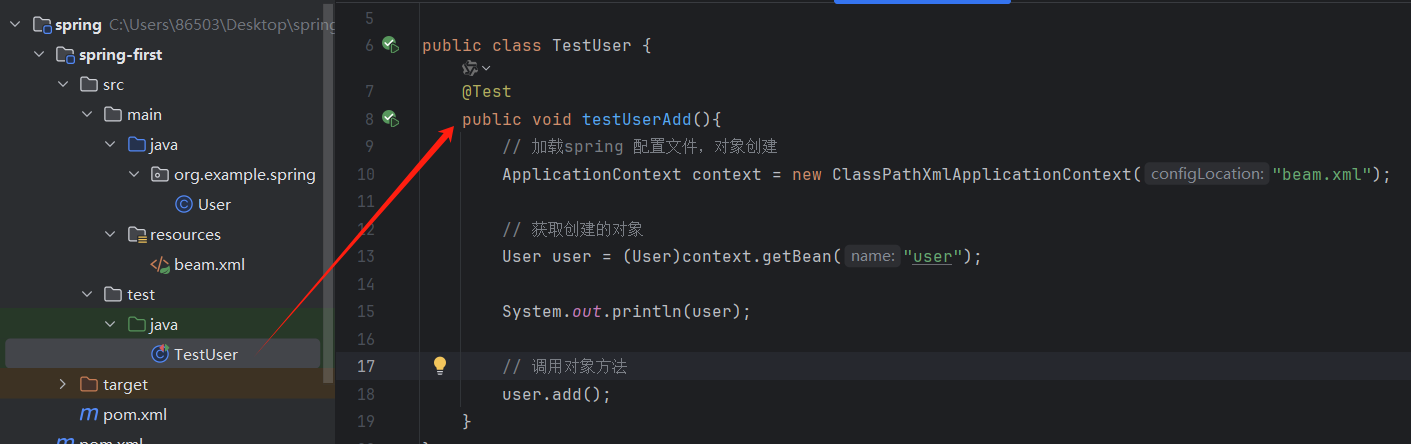 spring C:\Users\86503\Desktop\spring
spring-first
src
main
java
org.example.spring
User
resources
beam.xml
test
java
TestUser
target
pom.xml
5
6 public class TestUser {
7 @Test
8 public void testUserAdd(){
9 // 加载spring 配置文件，对象创建
10 ApplicationContext context = new ClassPathXmlApplicationContext( configLocation: "beam.xml");
11
12 // 获取创建的对象
13 User user = (User)context.getBean( name: "user");
14
15 System.out.println(user);
16
17 // 调用对象方法
18 user.add();
19 }